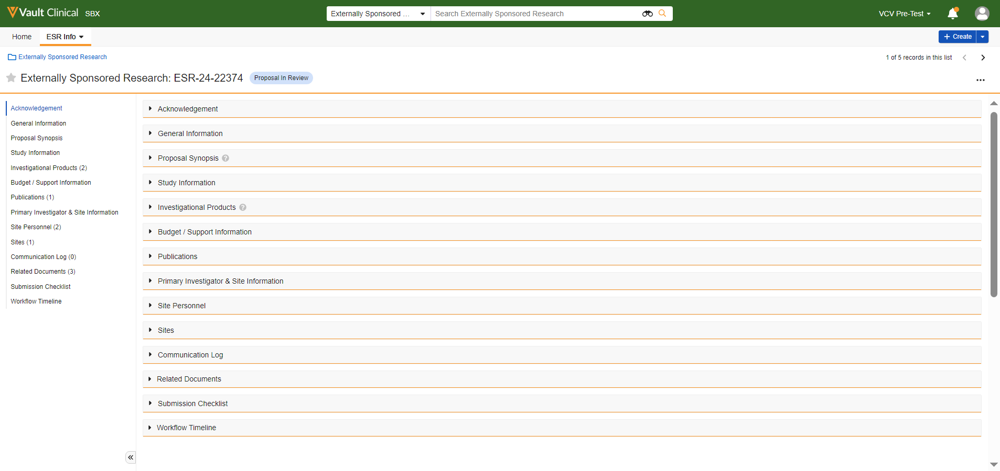 Vault Clinical SBX
Externally Sponsored ...
Search Externally Sponsored Research
VCV Pre-Test
Home
ESR Info
+ Create
Externally Sponsored Research
1 of 5 records in this list
Externally Sponsored Research: ESR-24-22374
Proposal In Review
Acknowledgement
General Information
Proposal Synopsis
Study Information
Investigational Products (2)
Budget / Support Information
Publications (1)
Primary Investigator & Site Information
Site Personnel (2)
Sites (1)
Communication Log (0)
Related Documents (3)
Submission Checklist
Workflow Timeline
Acknowledgement
General Information
Proposal Synopsis ?
Study Information
Investigational Products ?
Budget / Support Information
Publications
Primary Investigator & Site Information
Site Personnel
Sites
Communication Log
Related Documents
Submission Checklist
Workflow Timeline